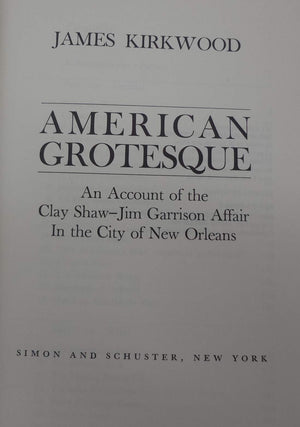 JAMES KIRKWOOD
AMERICAN
GROTESQUE
An Account of the
Clay Shaw–Jim Garrison Affair
In the City of New Orleans
SIMON AND SCHUSTER, NEW YORK